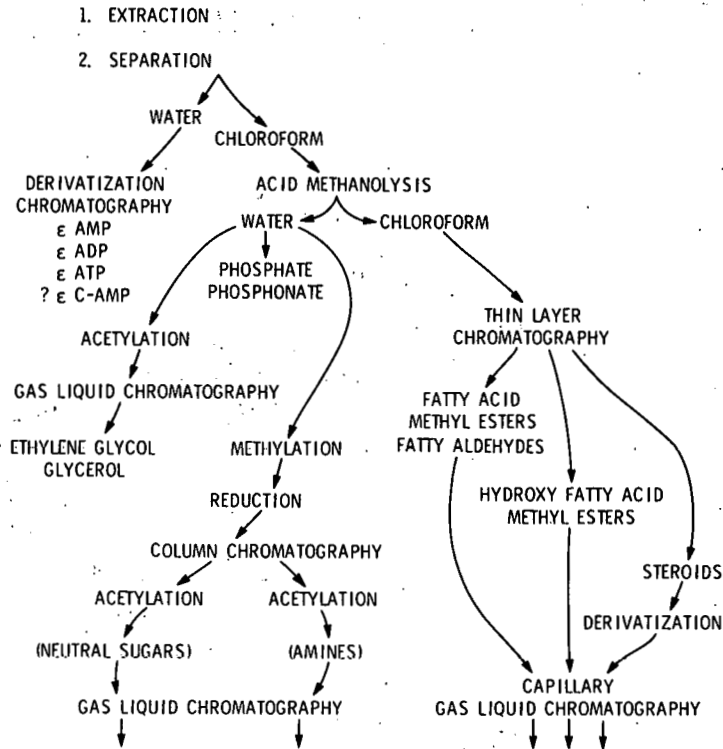 1. EXTRACTION
2. SEPARATION
WATER
CHLOROFORM
DERIVATIZATION
CHROMATOGRAPHY
ε AMP
ε ADP
ε ATP
? ε C-AMP
ACID METHANOLYSIS
WATER
CHLOROFORM
PHOSPHATE
PHOSPHONATE
ACETYLATION
GAS LIQUID CHROMATOGRAPHY
ETHYLENE GLYCOL
GLYCEROL
METHYLATION
REDUCTION
COLUMN CHROMATOGRAPHY
ACETYLATION
ACETYLATION
(NEUTRAL SUGARS)
(AMINES)
GAS LIQUID CHROMATOGRAPHY
THIN LAYER
CHROMATOGRAPHY
FATTY ACID
METHYL ESTERS
FATTY ALDEHYDES
HYDROXY FATTY ACID
METHYL ESTERS
STEROIDS
DERIVATIZATION
CAPILLARY
GAS LIQUID CHROMATOGRAPHY